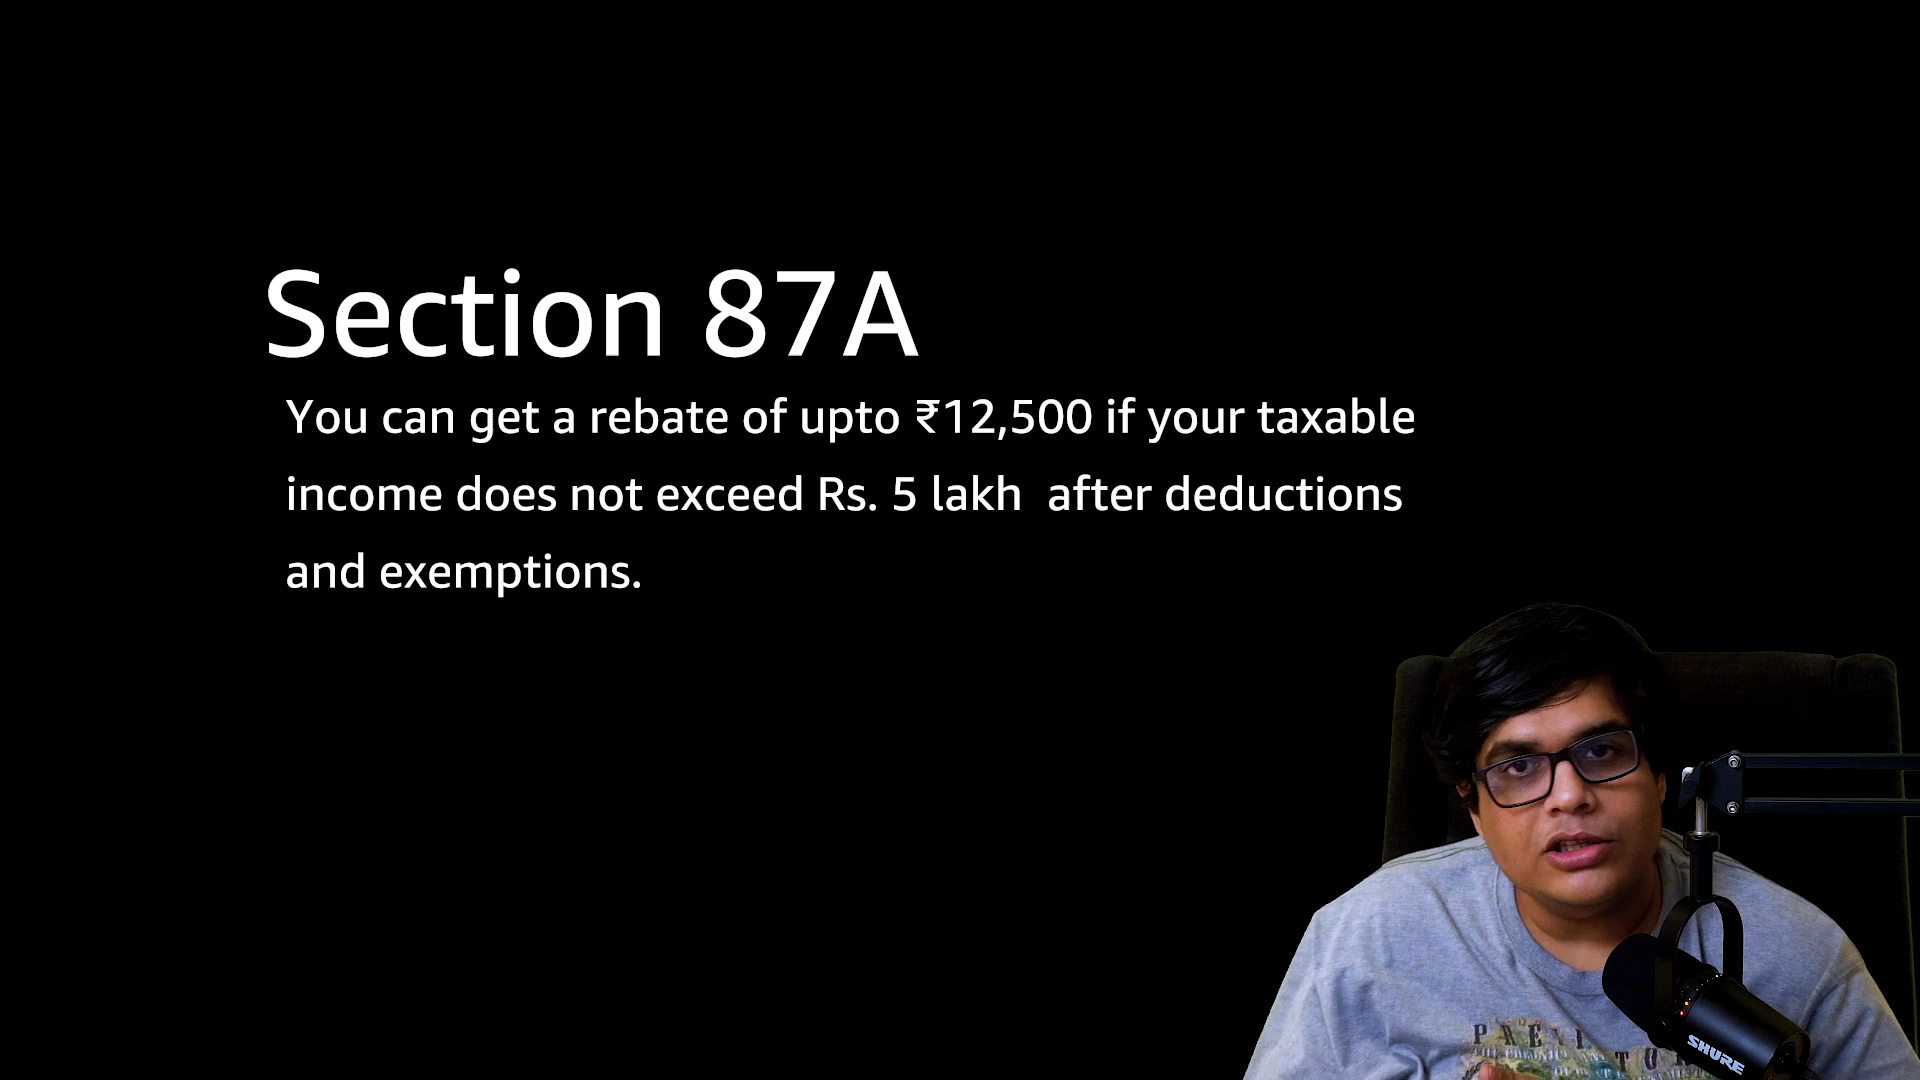 Section 87A
You can get a rebate of upto ₹12,500 if your taxable
income does not exceed Rs. 5 lakh  after deductions
and exemptions.
SHURE